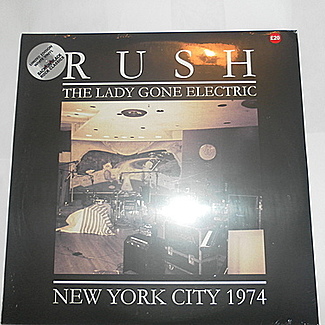 £20
RUSH
THE LADY GONE ELECTRIC
NEW YORK CITY 1974